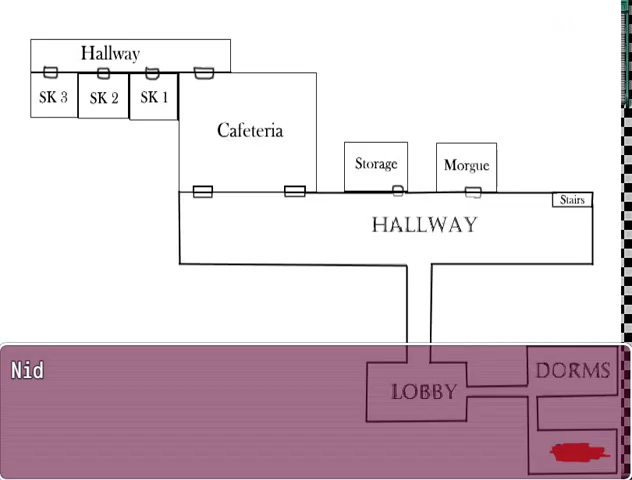 Hallway
SK 3
SK 2
SK 1
Cafeteria
Storage
Morgue
Stairs
HALLWAY
Nid
LOBBY
DORMS